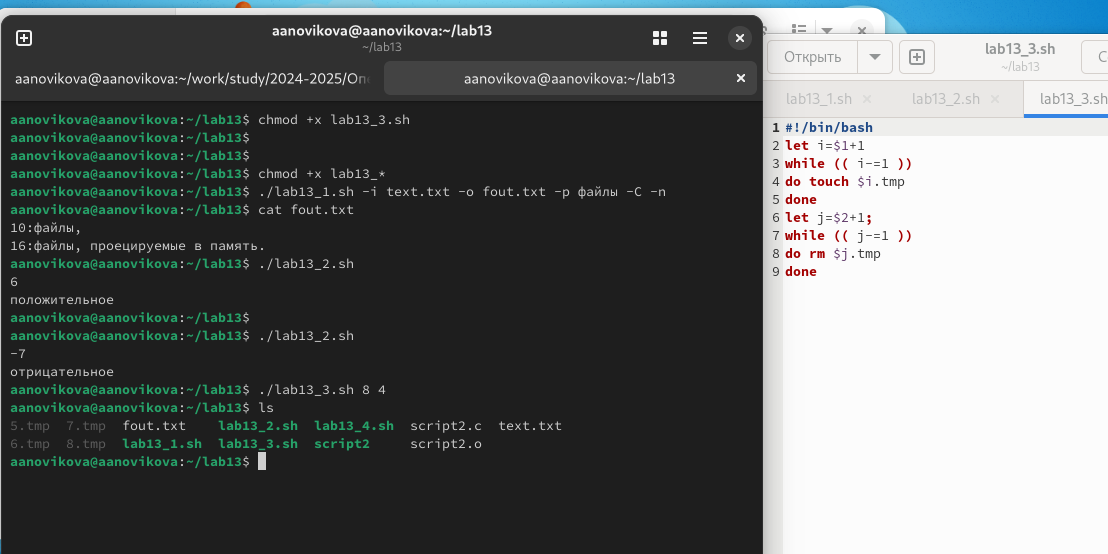 aanovikova@aanovikova:~/lab13
~/lab13
aanovikova@aanovikova:~/work/study/2024-2025/Опе
aanovikova@aanovikova:~/lab13
aanovikova@aanovikova:~/lab13$ chmod +x lab13_3.sh
aanovikova@aanovikova:~/lab13$
aanovikova@aanovikova:~/lab13$
aanovikova@aanovikova:~/lab13$ chmod +x lab13_*
aanovikova@aanovikova:~/lab13$ ./lab13_1.sh -i text.txt -o fout.txt -p файлы -C -n
aanovikova@aanovikova:~/lab13$ cat fout.txt
10:файлы,
16:файлы, проецируемые в память.
aanovikova@aanovikova:~/lab13$ ./lab13_2.sh
6
положительное
aanovikova@aanovikova:~/lab13$
aanovikova@aanovikova:~/lab13$ ./lab13_2.sh
-7
отрицательное
aanovikova@aanovikova:~/lab13$ ./lab13_3.sh 8 4
aanovikova@aanovikova:~/lab13$ ls
5.tmp 7.tmp fout.txt lab13_2.sh lab13_4.sh script2.c text.txt
6.tmp 8.tmp lab13_1.sh lab13_3.sh script2 script2.o
aanovikova@aanovikova:~/lab13$
Открыть
lab13_3.sh
~/lab13
С
lab13_1.sh
lab13_2.sh
lab13_3.sh
1 #!/bin/bash
2 let i=$1+1
3 while (( i-=1 ))
4 do touch $i.tmp
5 done
6 let j=$2+1;
7 while (( j-=1 ))
8 do rm $j.tmp
9 done